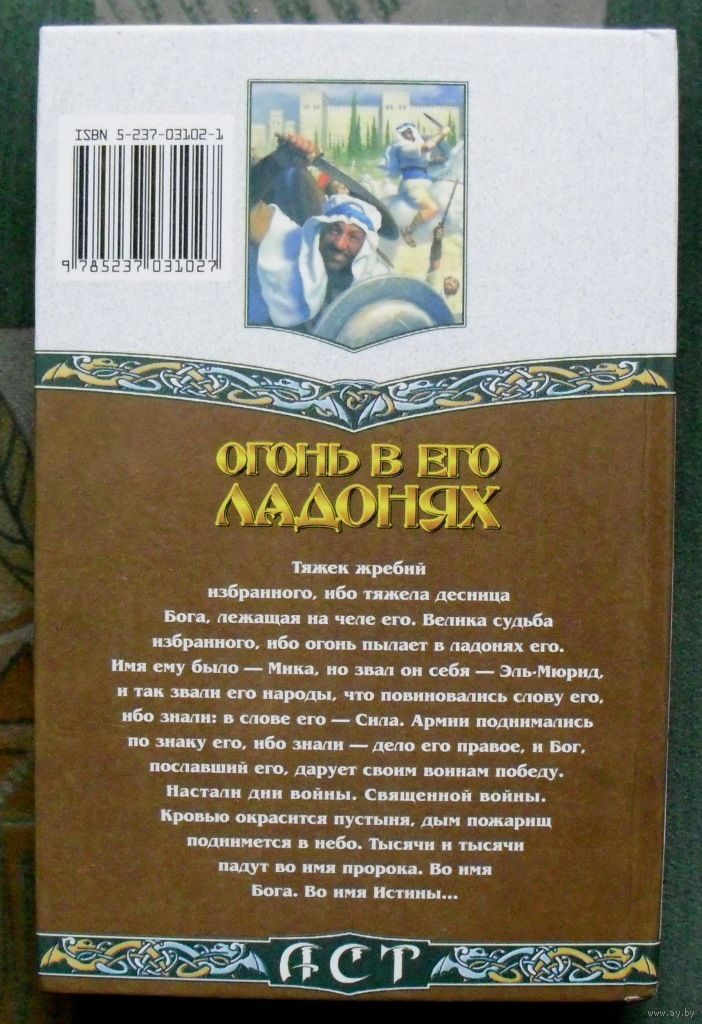 ISBN 5-237-03102-1
9 785237 031027
ОГОНЬ В ЕГО
ЛАДОНЯХ
Тяжек жребий
избранного, ибо тяжела десница
Бога, лежащая на челе его. Велика судьба
избранного, ибо огонь пылает в ладонях его.
Имя ему было — Мика, но звал он себя — Эль-Мюрид,
и так звали его народы, что повиновались слову его,
ибо знали: в слове его — Сила. Армии поднимались
по знаку его, ибо знали — дело его правое, и Бог,
пославший его, дарует своим воинам победу.
Настали дни войны. Священной войны.
Кровью окрасится пустыня, дым пожарищ
поднимется в небо. Тысячи и тысячи
падут во имя пророка. Во имя
Бога. Во имя Истины...
АСТ
www.ay.by